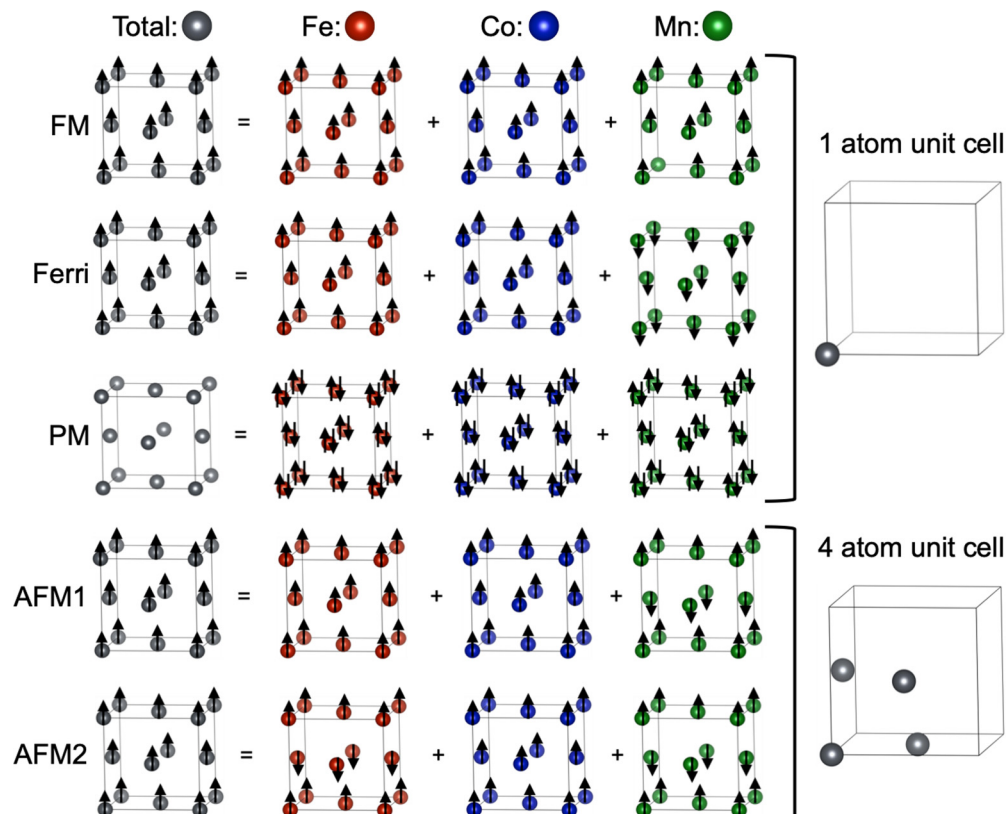 Total: Fe: Co: Mn:
FM = + +
1 atom unit cell
Ferri = + +
PM = + +
4 atom unit cell
AFM1 = + +
AFM2 = + +